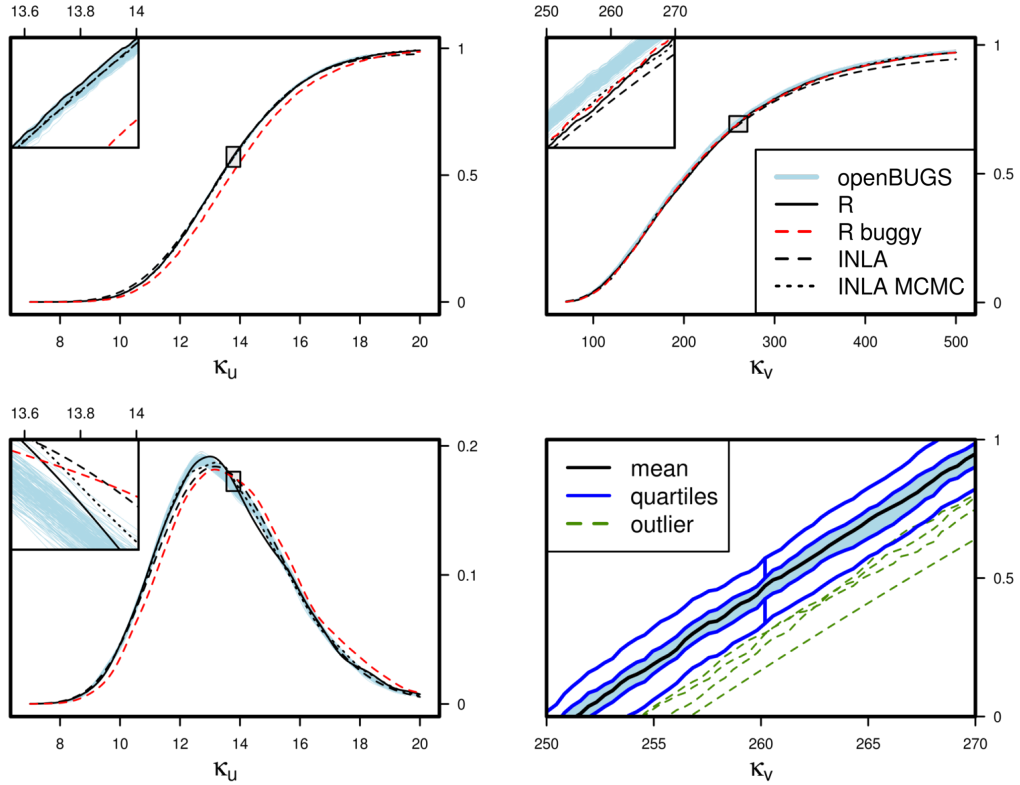 13.6 13.8 14
1
0.5
0
8 10 12 14 16 18 20
κu
250 260 270
1
0.5
0
openBUGS
R
R buggy
INLA
INLA MCMC
100 200 300 400 500
κv
13.6 13.8 14
0.2
0.1
0
8 10 12 14 16 18 20
κu
mean
quartiles
outlier
1
0.5
0
250 255 260 265 270
κv